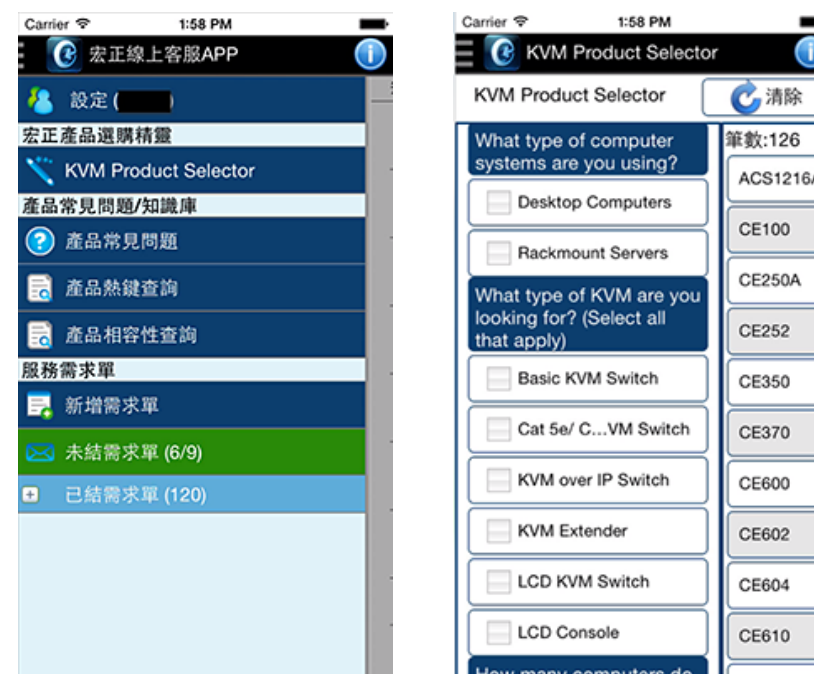 Carrier 1:58 PM
宏正線上客服APP
設定 ( )
宏正產品選購精靈
KVM Product Selector
產品常見問題/知識庫
產品常見問題
產品熱鍵查詢
產品相容性查詢
服務需求單
新增需求單
未結需求單 (6/9)
已結需求單 (120)
Carrier 1:58 PM
KVM Product Selector
KVM Product Selector
清除
What type of computer
systems are you using?
Desktop Computers
Rackmount Servers
What type of KVM are you
looking for? (Select all
that apply)
Basic KVM Switch
Cat 5e/ C...VM Switch
KVM over IP Switch
KVM Extender
LCD KVM Switch
LCD Console
How many computers do
筆數:126
ACS1216A
CE100
CE250A
CE252
CE350
CE370
CE600
CE602
CE604
CE610